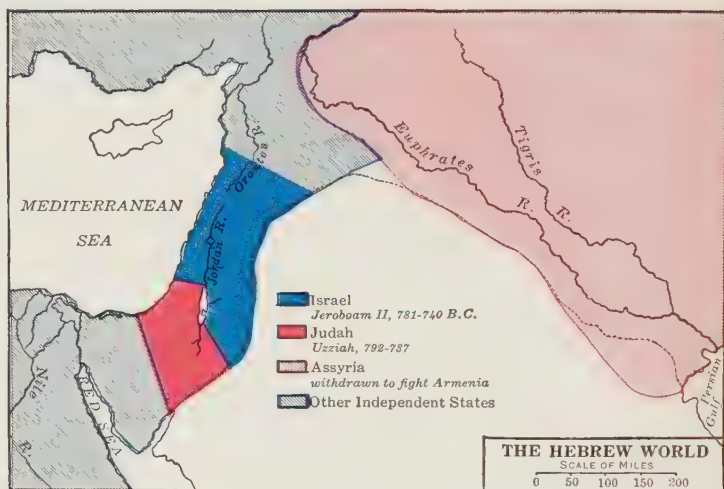 Orontes R.
Euphrates
R.
Tigris
R.
MEDITERRANEAN
SEA
Jordan R.
Israel
Jeroboam II, 781-740 B.C.
Judah
Uzziah, 792-737
Assyria
withdrawn to fight Armenia
Other Independent States
Nile
R.
RED SEA
Persian
Gulf
THE HEBREW WORLD
SCALE OF MILES
0 50 100 150 200